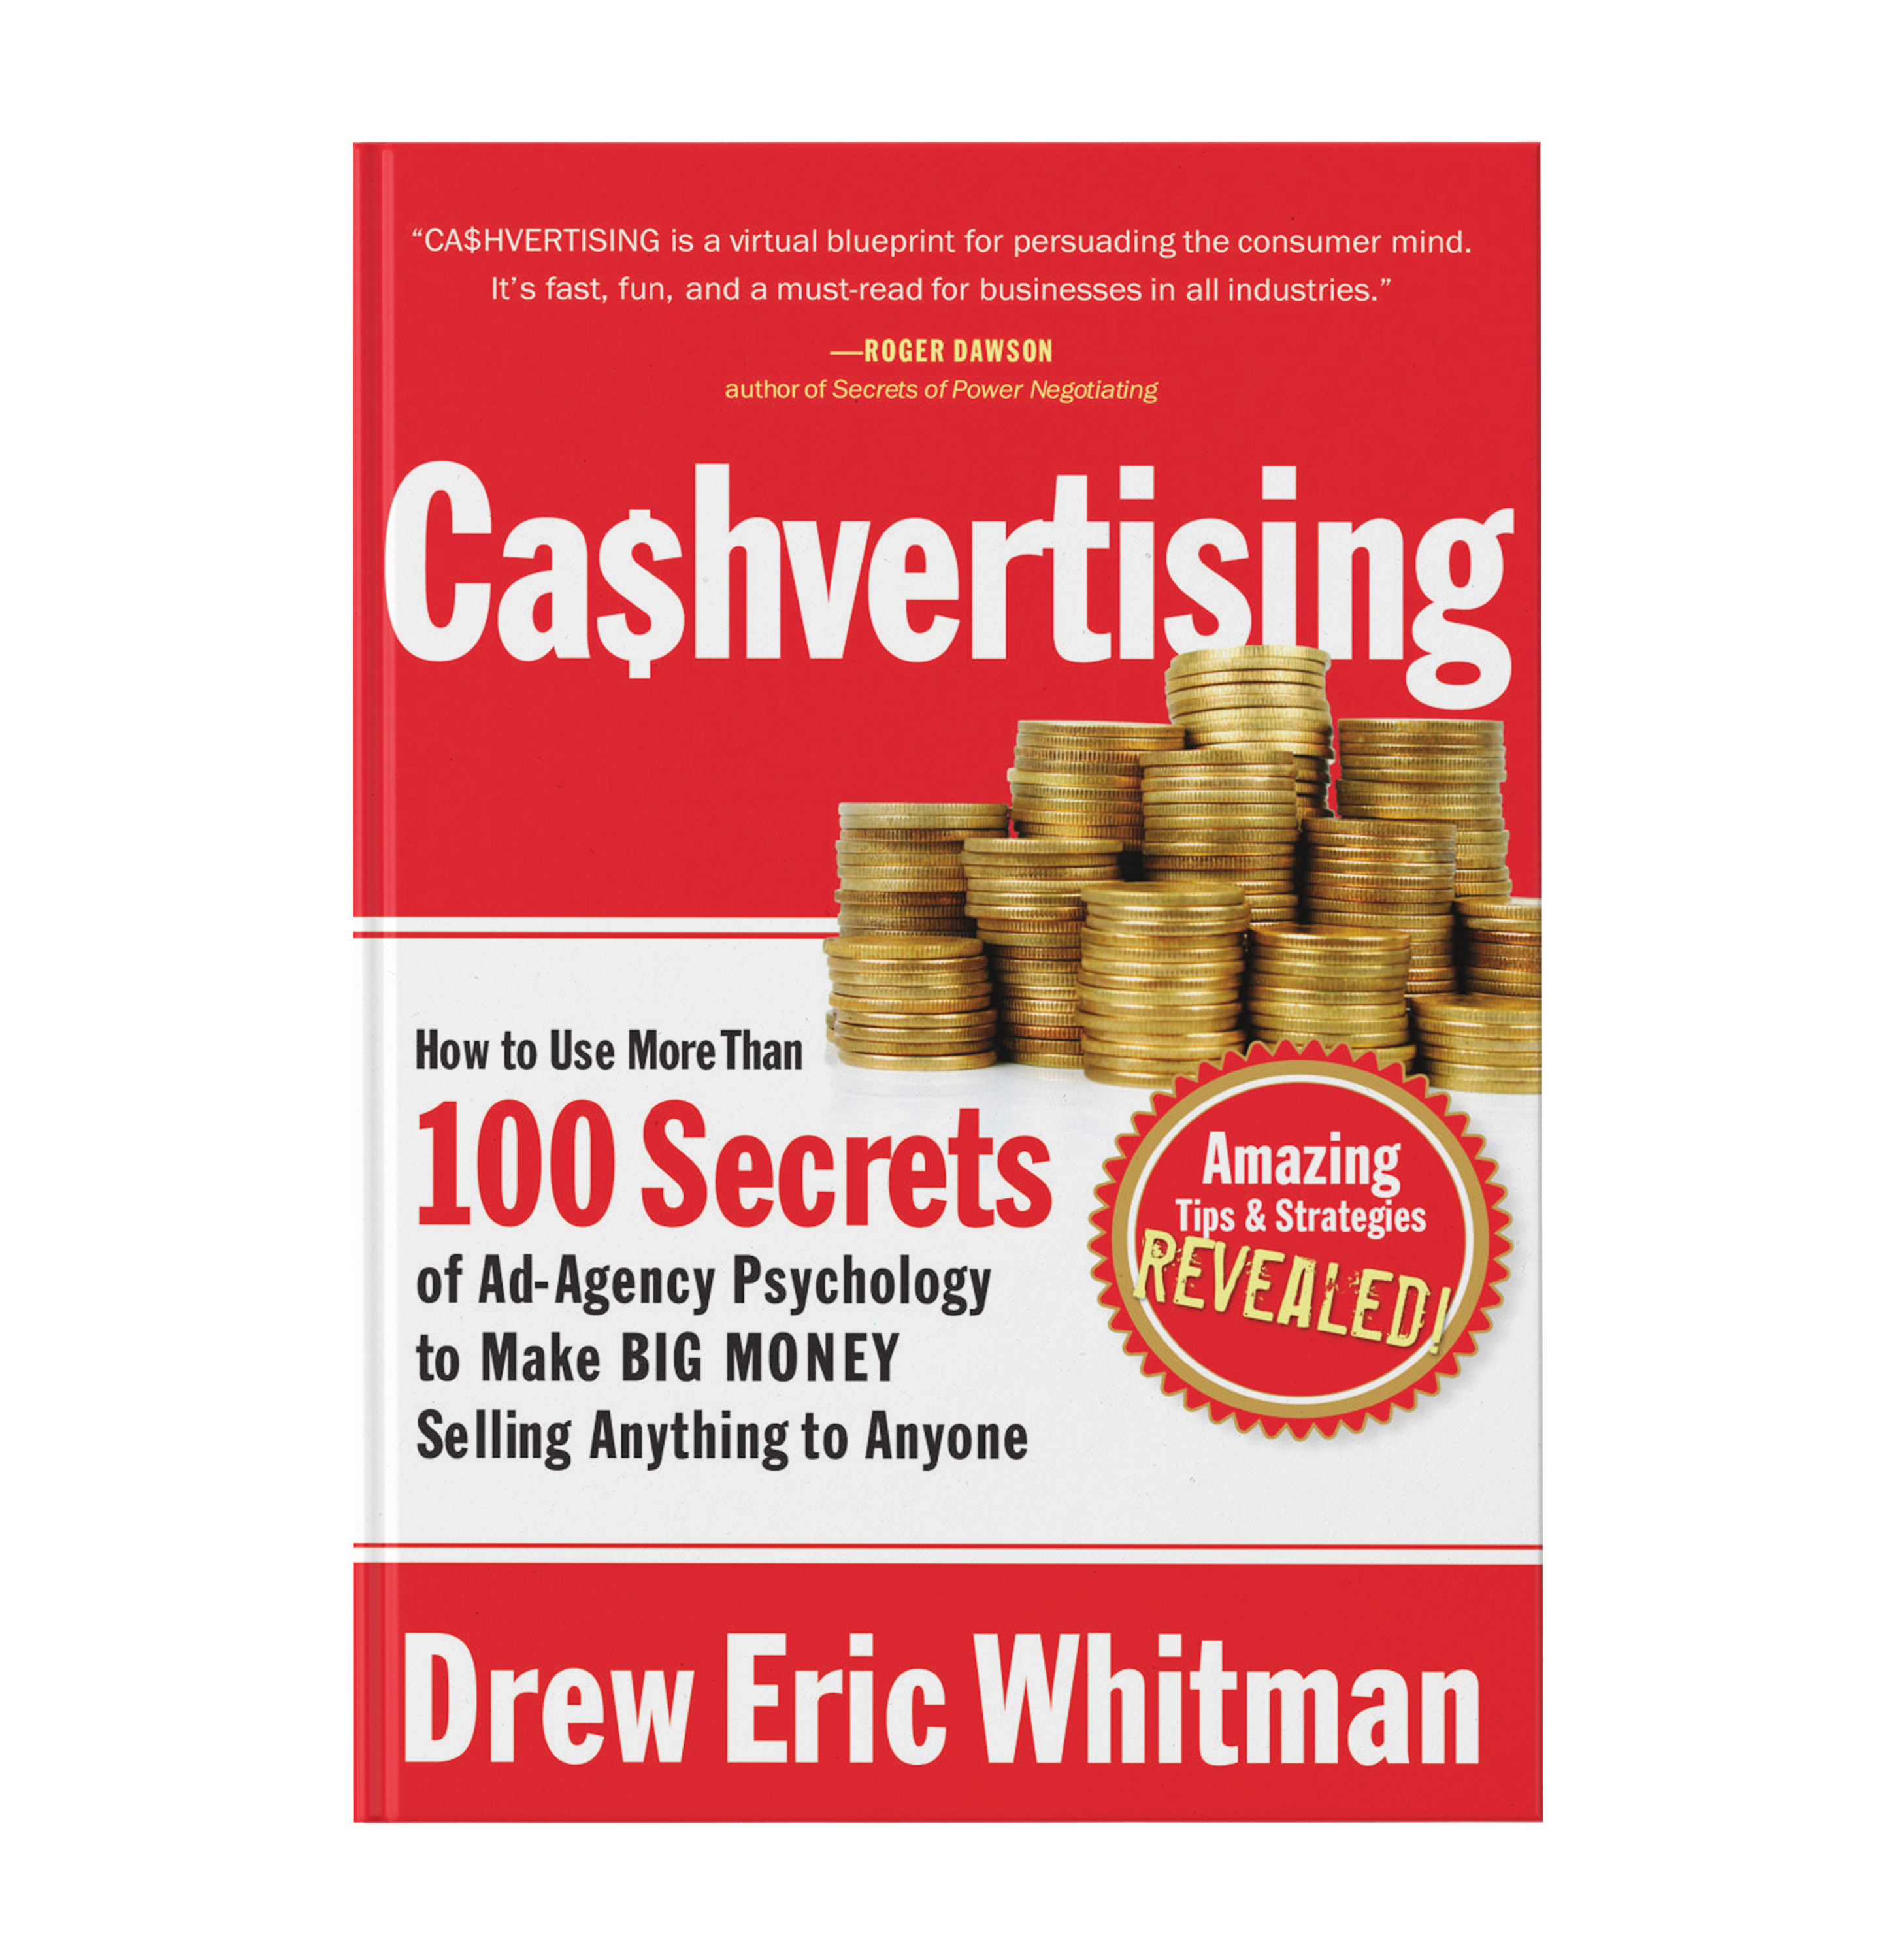 “CA$HVERTISING is a virtual blueprint for persuading the consumer mind.
It’s fast, fun, and a must-read for businesses in all industries.”
—ROGER DAWSON
author of Secrets of Power Negotiating
Ca$hvertising
How to Use More Than
100 Secrets
of Ad-Agency Psychology
to Make BIG MONEY
Selling Anything to Anyone
Amazing
Tips & Strategies
REVEALED!
Drew Eric Whitman